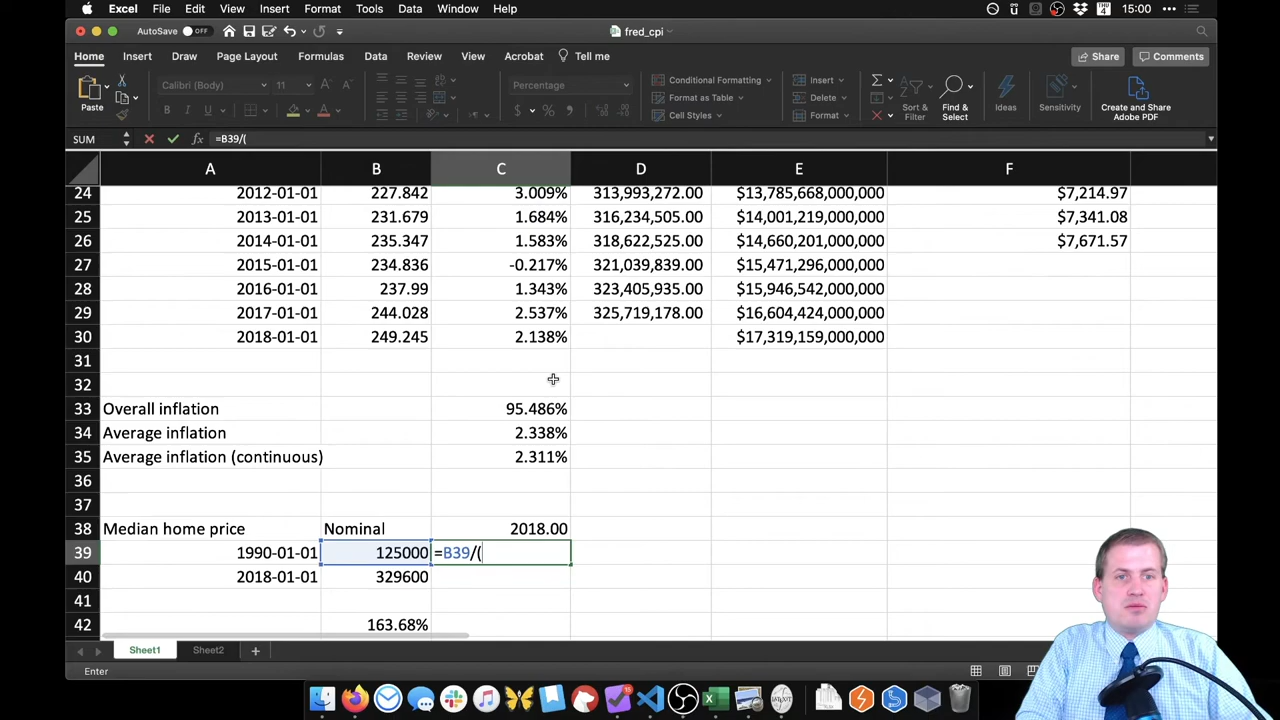 Excel File Edit View Insert Format Tools Data Window Help THU 4 15:00
AutoSave OFF fred_cpi
Home Insert Draw Page Layout Formulas Data Review View Acrobat Tell me Share Comments
Paste Calibri (Body) 11 Percentage Conditional Formatting Format as Table Cell Styles Insert Delete Format Sort & Filter Find & Select Ideas Sensitivity Create and Share Adobe PDF
SUM fx =B39/(
A B C D E F
24 2012-01-01 227.842 3.009% 313,993,272.00 $13,785,668,000,000 $7,214.97
25 2013-01-01 231.679 1.684% 316,234,505.00 $14,001,219,000,000 $7,341.08
26 2014-01-01 235.347 1.583% 318,622,525.00 $14,660,201,000,000 $7,671.57
27 2015-01-01 234.836 -0.217% 321,039,839.00 $15,471,296,000,000
28 2016-01-01 237.99 1.343% 323,405,935.00 $15,946,542,000,000
29 2017-01-01 244.028 2.537% 325,719,178.00 $16,604,424,000,000
30 2018-01-01 249.245 2.138% $17,319,159,000,000
31
32
33 Overall inflation 95.486%
34 Average inflation 2.338%
35 Average inflation (continuous) 2.311%
36
37
38 Median home price Nominal 2018.00
39 1990-01-01 125000 =B39/(
40 2018-01-01 329600
41
42 163.68%
Sheet1 Sheet2
Enter